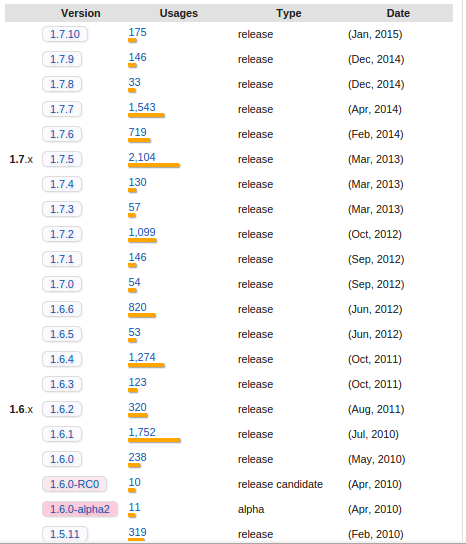 Version Usages Type Date
1.7.10 175 release (Jan, 2015)
1.7.9 146 release (Dec, 2014)
1.7.8 33 release (Dec, 2014)
1.7.7 1,543 release (Apr, 2014)
1.7.6 719 release (Feb, 2014)
1.7.x 1.7.5 2,104 release (Mar, 2013)
1.7.4 130 release (Mar, 2013)
1.7.3 57 release (Mar, 2013)
1.7.2 1,099 release (Oct, 2012)
1.7.1 146 release (Sep, 2012)
1.7.0 54 release (Sep, 2012)
1.6.6 820 release (Jun, 2012)
1.6.5 53 release (Jun, 2012)
1.6.4 1,274 release (Oct, 2011)
1.6.3 123 release (Oct, 2011)
1.6.x 1.6.2 320 release (Aug, 2011)
1.6.1 1,752 release (Jul, 2010)
1.6.0 238 release (May, 2010)
1.6.0-RC0 10 release candidate (Apr, 2010)
1.6.0-alpha2 11 alpha (Apr, 2010)
1.5.11 319 release (Feb, 2010)